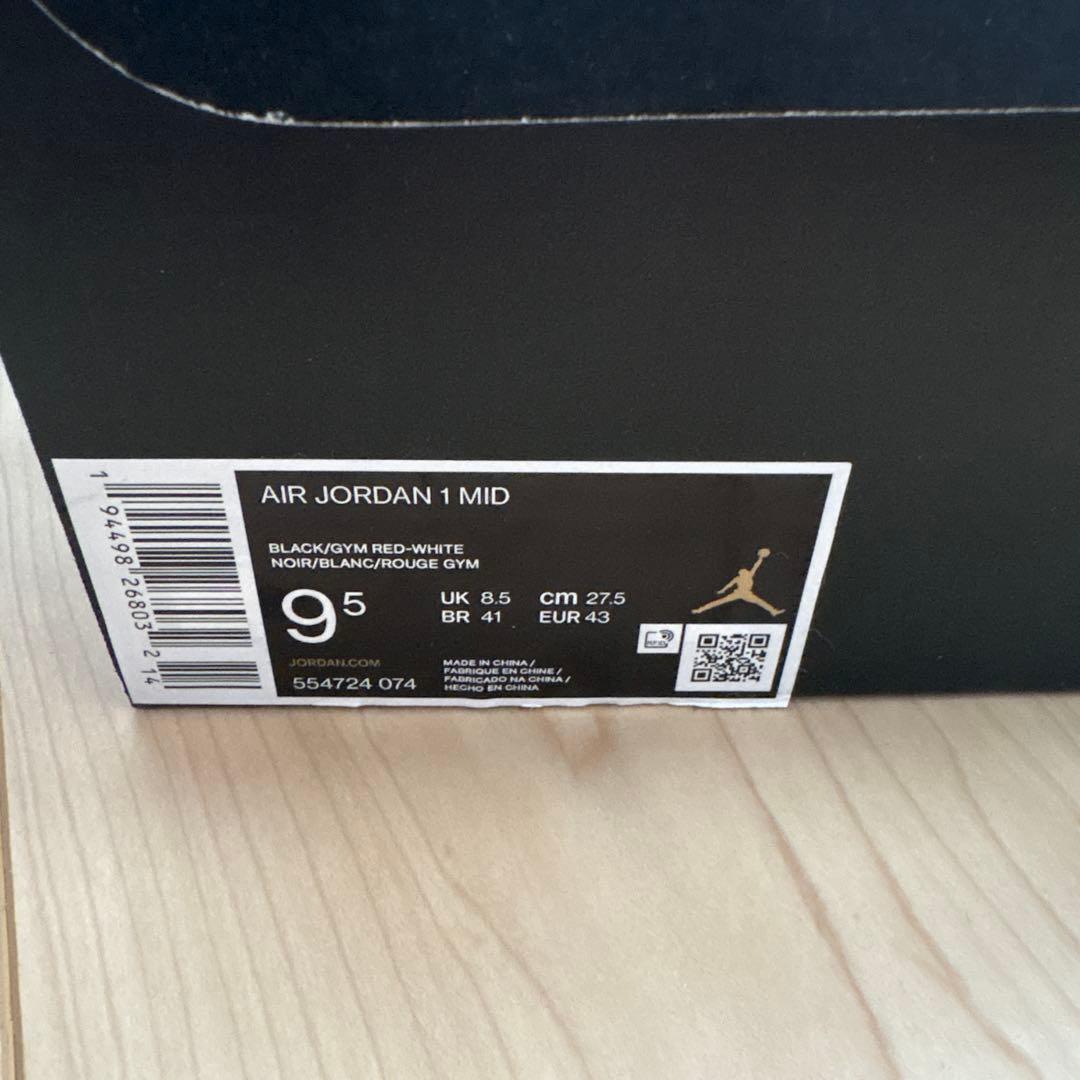 AIR JORDAN 1 MID
BLACK/GYM RED-WHITE
NOIR/BLANC/ROUGE GYM
9⁵
UK 8.5 cm 27.5
BR 41 EUR 43
JORDAN.COM
554724 074
MADE IN CHINA /
FABRIQUE EN CHINE /
FABRICADO NA CHINA /
HECHO EN CHINA
1 94498 26803 2 14